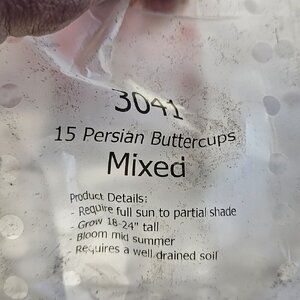 3041
15 Persian Buttercups
Mixed
Product Details:
- Require full sun to partial shade
- Grow 18-24" tall
- Bloom mid summer
- Requires a well drained soil